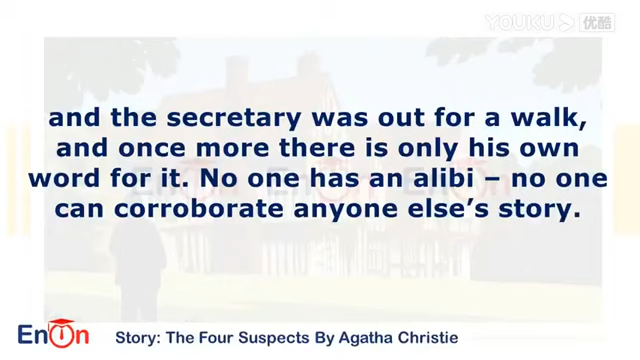 YOUKU 优酷
and the secretary was out for a walk,
and once more there is only his own
word for it. No one has an alibi – no one
can corroborate anyone else's story.
EnOn
Story: The Four Suspects By Agatha Christie